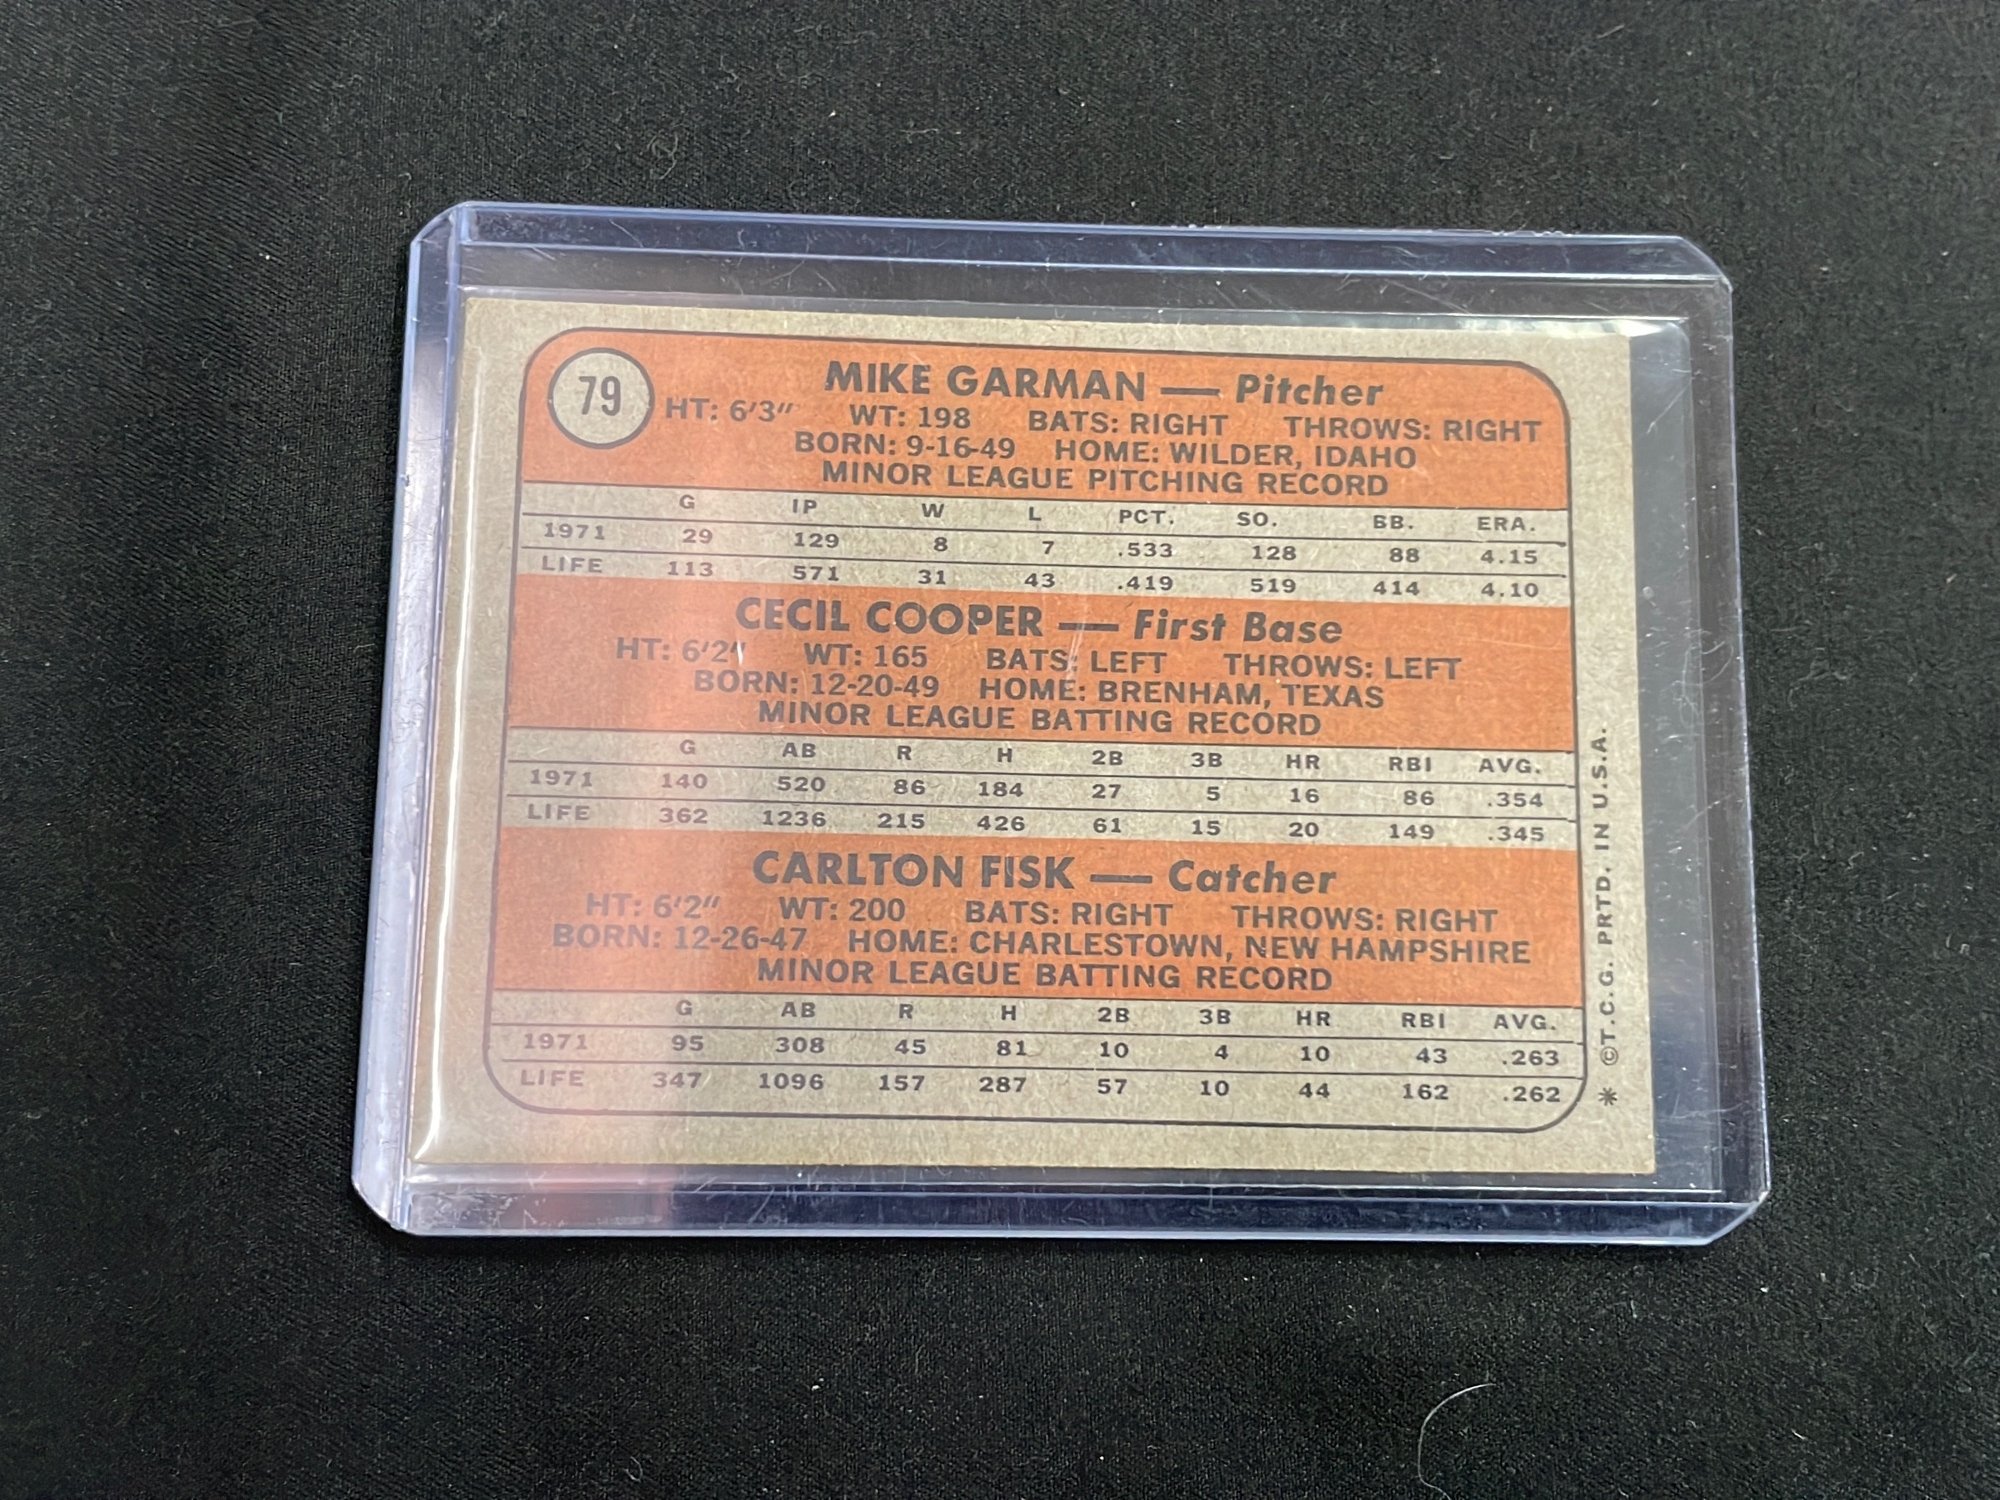 79
MIKE GARMAN — Pitcher
HT: 6'3" WT: 198 BATS: RIGHT THROWS: RIGHT
BORN: 9-16-49 HOME: WILDER, IDAHO
MINOR LEAGUE PITCHING RECORD
G IP W L PCT. SO. BB. ERA.
1971 29 129 8 7 .533 128 88 4.15
LIFE 113 571 31 43 .419 519 414 4.10
CECIL COOPER — First Base
HT: 6'2" WT: 165 BATS: LEFT THROWS: LEFT
BORN: 12-20-49 HOME: BRENHAM, TEXAS
MINOR LEAGUE BATTING RECORD
G AB R H 2B 3B HR RBI AVG.
1971 140 520 86 184 27 5 16 86 .354
LIFE 362 1236 215 426 61 15 20 149 .345
CARLTON FISK — Catcher
HT: 6'2" WT: 200 BATS: RIGHT THROWS: RIGHT
BORN: 12-26-47 HOME: CHARLESTOWN, NEW HAMPSHIRE
MINOR LEAGUE BATTING RECORD
G AB R H 2B 3B HR RBI AVG.
1971 95 308 45 81 10 4 10 43 .263
LIFE 347 1096 157 287 57 10 44 162 .262
* ©T.C.G. PRTD. IN U.S.A.